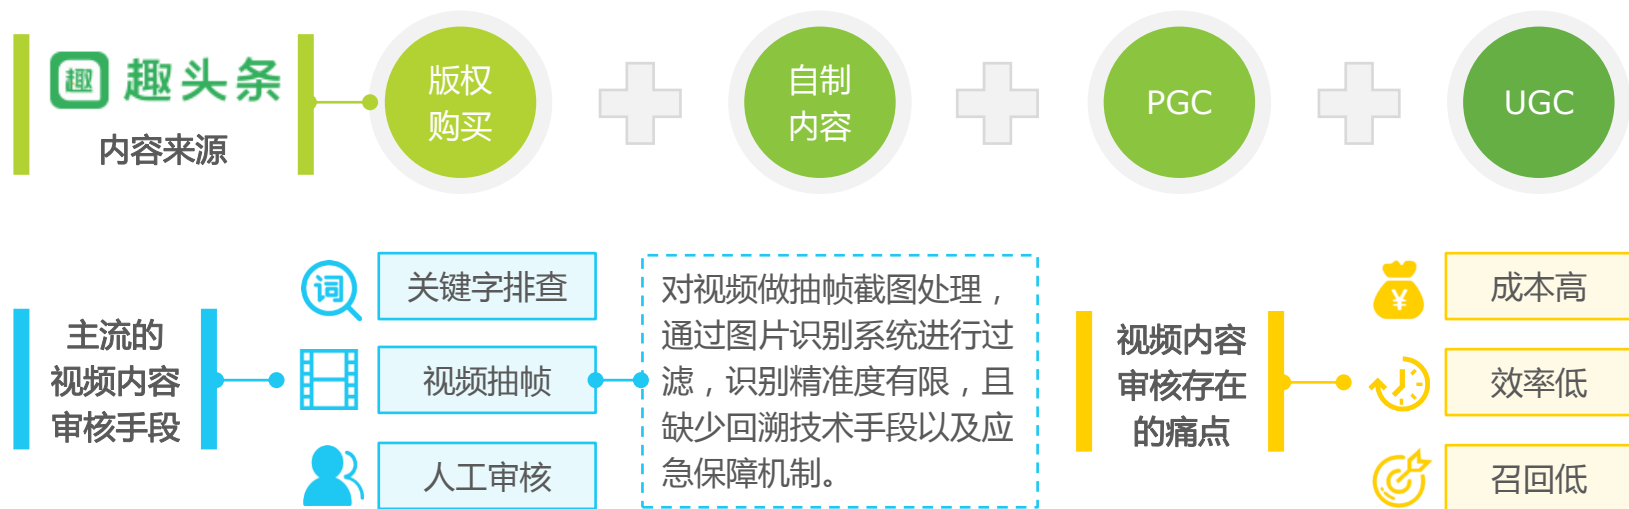 趣 趣头条
内容来源
版权
购买
自制
内容
PGC
UGC
主流的
视频内容
审核手段
词
关键字排查
视频抽帧
人工审核
对视频做抽帧截图处理，
通过图片识别系统进行过
滤，识别精准度有限，且
缺少回溯技术手段以及应
急保障机制。
视频内容
审核存在
的痛点
¥
成本高
效率低
召回低